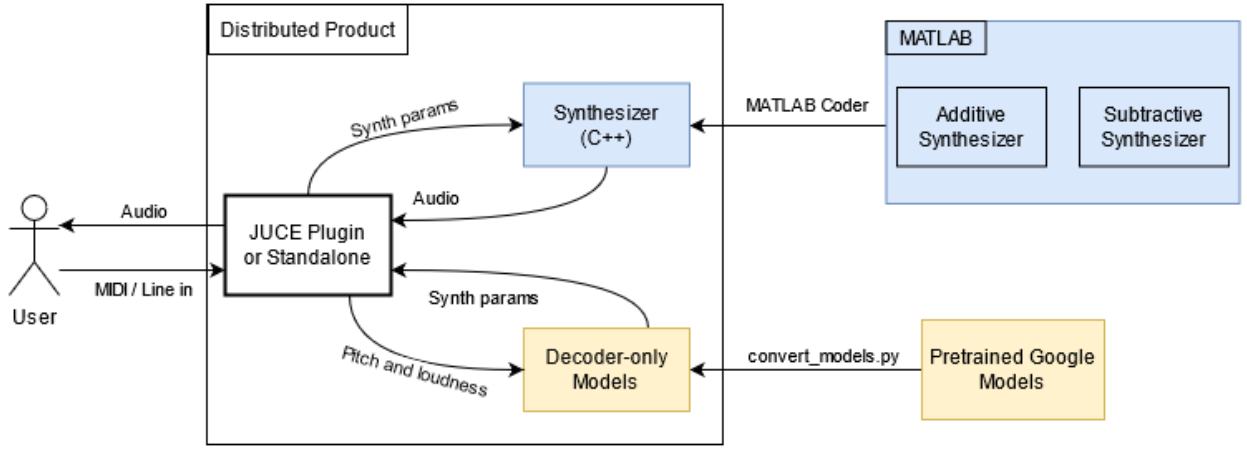 Distributed Product
MATLAB
Synth params
Synthesizer
(C++)
MATLAB Coder
Additive
Synthesizer
Subtractive
Synthesizer
Audio
Audio
JUCE Plugin
or Standalone
MIDI / Line in
User
Synth params
Pitch and loudness
Decoder-only
Models
convert_models.py
Pretrained Google
Models